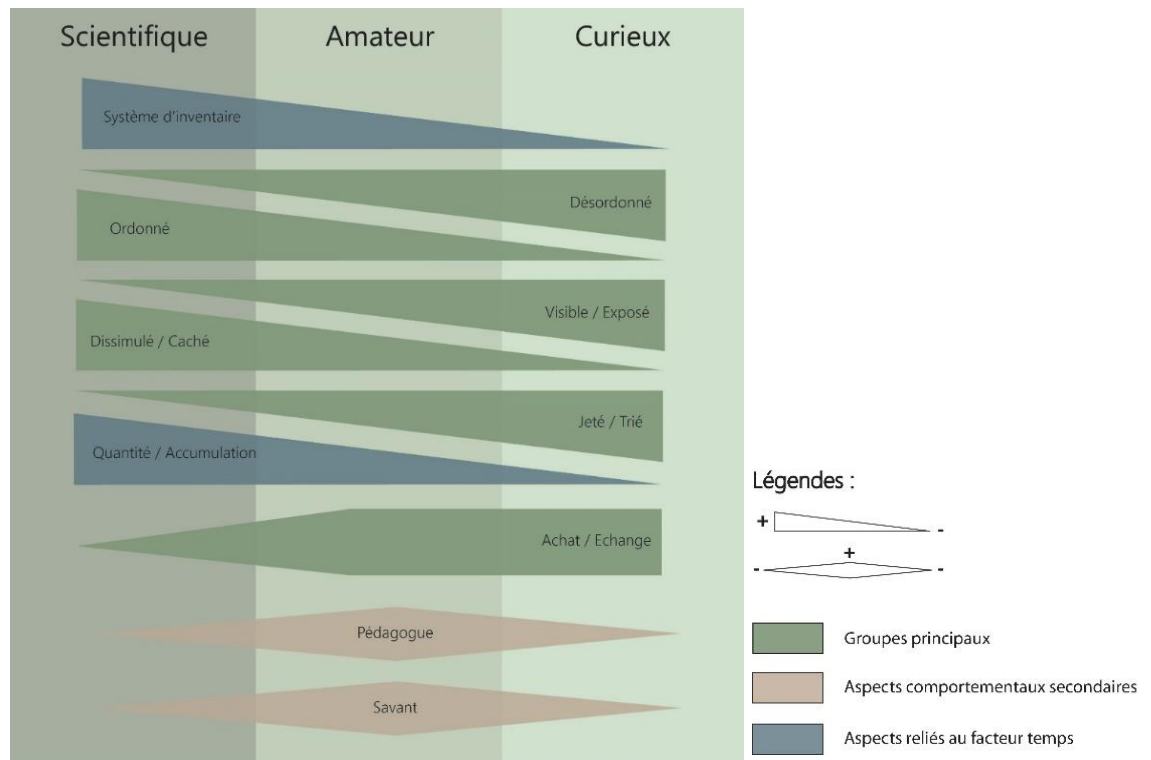 Scientifique
Amateur
Curieux
Système d'inventaire
Désordonné
Ordonné
Visible / Exposé
Dissimulé / Caché
Jeté / Trié
Quantité / Accumulation
Achat / Echange
Pédagogue
Savant
Légendes :
+ -
+
- -
Groupes principaux
Aspects comportementaux secondaires
Aspects reliés au facteur temps